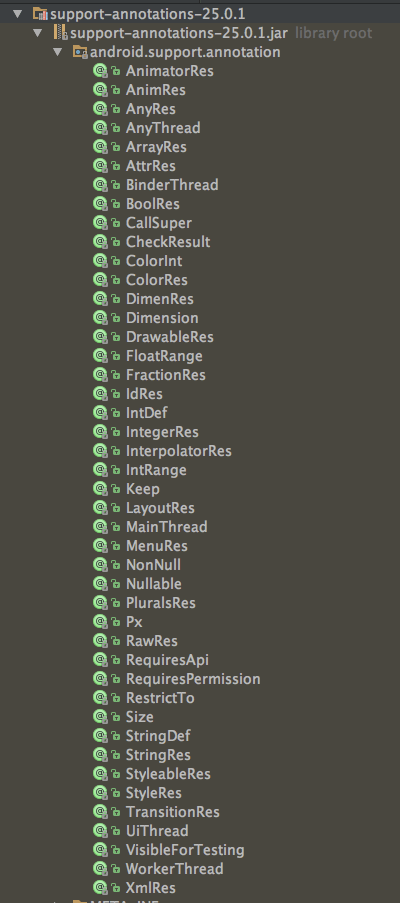 support-annotations-25.0.1
support-annotations-25.0.1.jar library root
android.support.annotation
AnimatorRes
AnimRes
AnyRes
AnyThread
ArrayRes
AttrRes
BinderThread
BoolRes
CallSuper
CheckResult
ColorInt
ColorRes
DimenRes
Dimension
DrawableRes
FloatRange
FractionRes
IdRes
IntDef
IntegerRes
InterpolatorRes
IntRange
Keep
LayoutRes
MainThread
MenuRes
NonNull
Nullable
PluralsRes
Px
RawRes
RequiresApi
RequiresPermission
RestrictTo
Size
StringDef
StringRes
StyleableRes
StyleRes
TransitionRes
UiThread
VisibleForTesting
WorkerThread
XmlRes